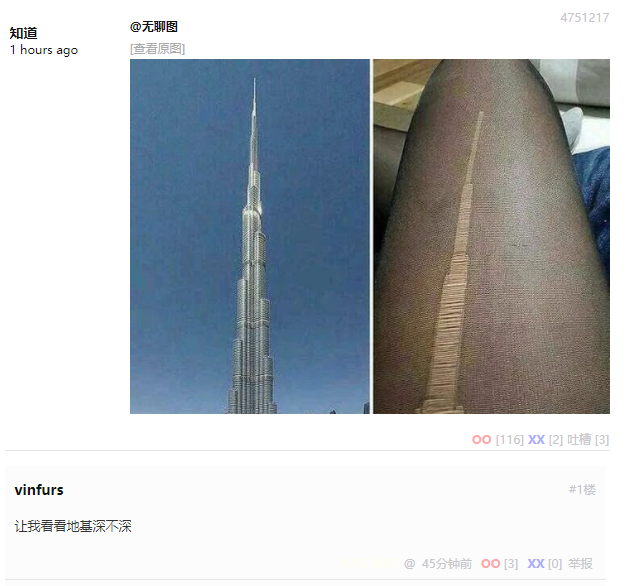 4751217
知道
1 hours ago
@无聊图
[查看原图]
OO [116] XX [2] 吐槽 [3]
vinfurs
#1楼
让我看看地基深不深
@ 45分钟前 OO [3] XX [0] 举报